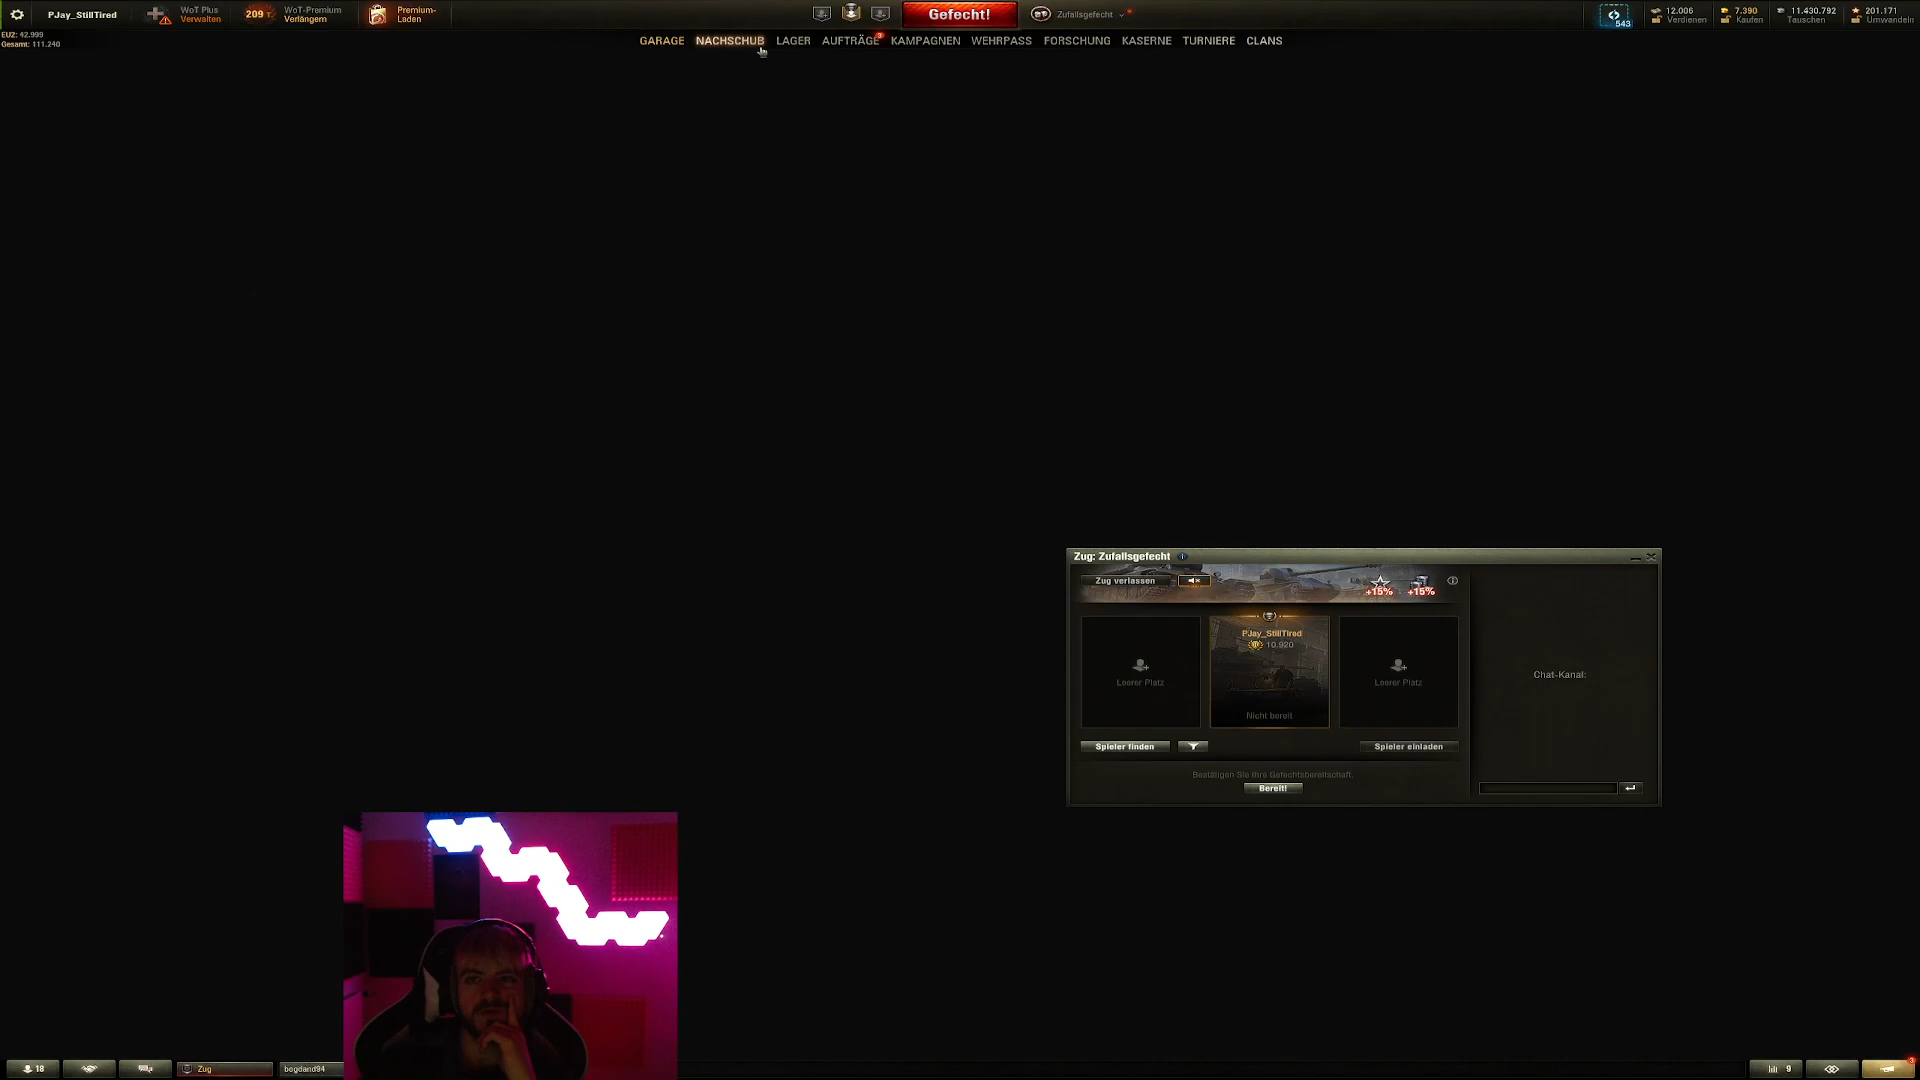 PJay_StillTired
WoT Plus
Verwalten
209 T.
WoT-Premium
Verlängern
Premium-
Laden
Gefecht!
Zufallsgefecht
543
12.006
Verdienen
7.390
Kaufen
11.430.792
Tauschen
201.171
Umwandeln
EU2: 42.999
Gesamt: 111.240
GARAGE NACHSCHUB LAGER AUFTRÄGE 3 KAMPAGNEN WEHRPASS FORSCHUNG KASERNE TURNIERE CLANS
Zug: Zufallsgefecht
Zug verlassen
+15% +15%
PJay_StillTired
10.920
Leerer Platz
Leerer Platz
Nicht bereit
Chat-Kanal:
Spieler finden
Spieler einladen
Bestätigen Sie Ihre Gefechtsbereitschaft.
Bereit!
18
Zug
bogdand94
9
3